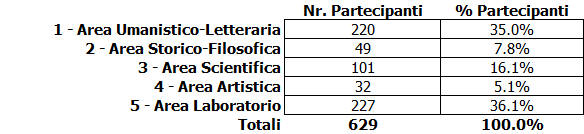 Nr. Partecipanti % Partecipanti
1 - Area Umanistico-Letteraria 220 35.0%
2 - Area Storico-Filosofica 49 7.8%
3 - Area Scientifica 101 16.1%
4 - Area Artistica 32 5.1%
5 - Area Laboratorio 227 36.1%
Totali 629 100.0%